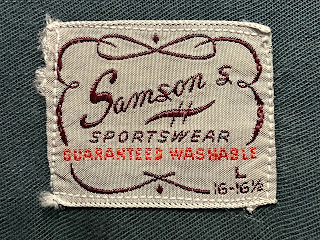 Samson's
SPORTSWEAR
GUARANTEED WASHABLE
L
16-16½